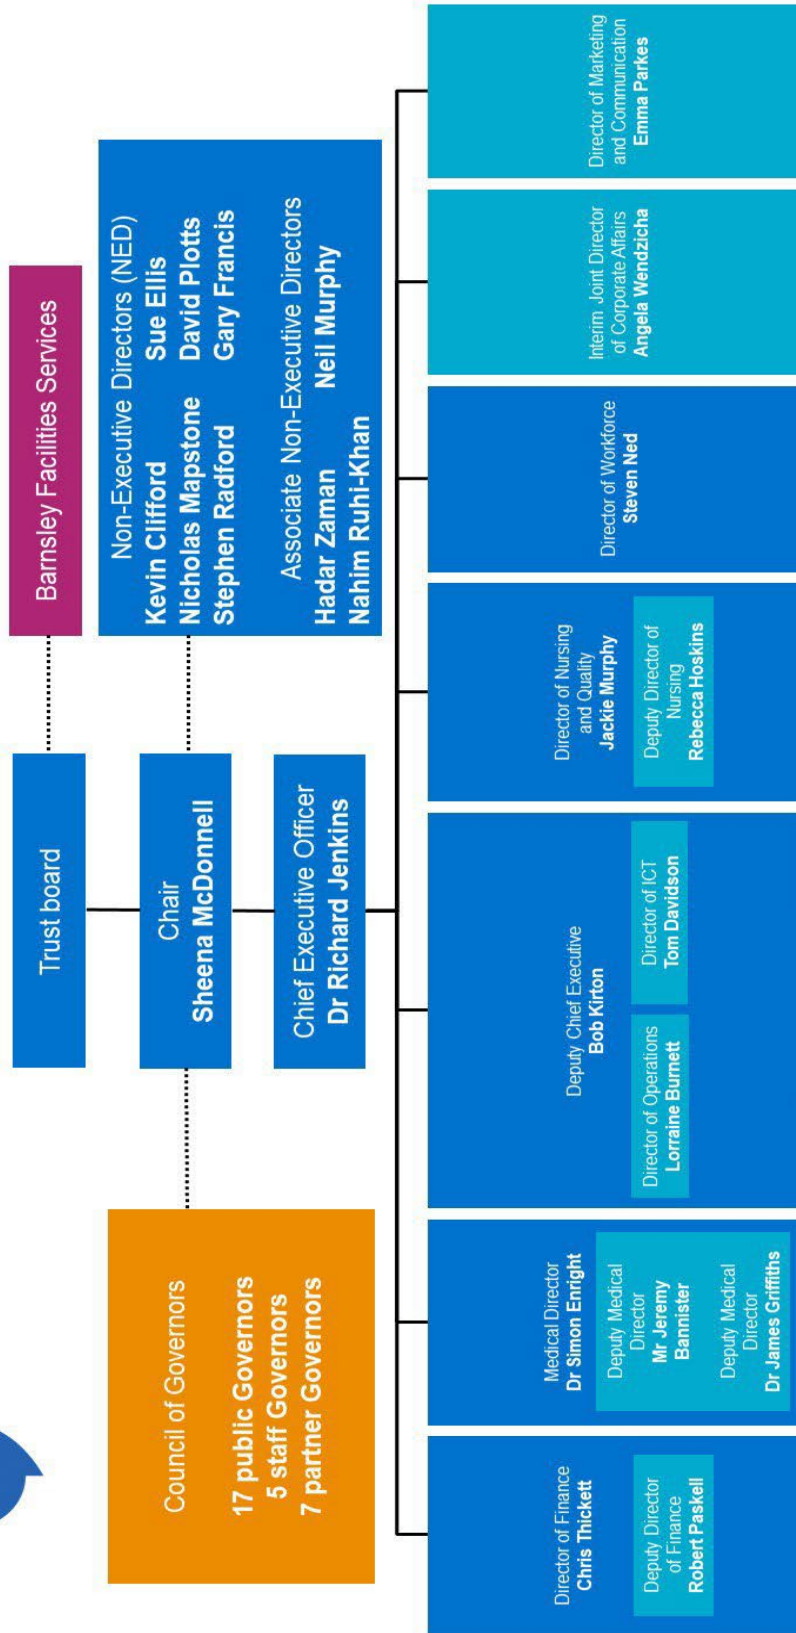 Trust board
Barnsley Facilities Services
Council of Governors
17 public Governors
5 staff Governors
7 partner Governors
Chair
Sheena McDonnell
Non-Executive Directors (NED)
Kevin Clifford Sue Ellis
Nicholas Mapstone David Plotts
Stephen Radford Gary Francis
Associate Non-Executive Directors
Hadar Zaman Neil Murphy
Nahim Ruhi-Khan
Chief Executive Officer
Dr Richard Jenkins
Director of Finance
Chris Thickett
Deputy Director
of Finance
Robert Paskell
Medical Director
Dr Simon Enright
Deputy Medical
Director
Mr Jeremy
Bannister
Deputy Medical
Director
Dr James Griffiths
Deputy Chief Executive
Bob Kirton
Director of Operations
Lorraine Burnett
Director of ICT
Tom Davidson
Director of Nursing
and Quality
Jackie Murphy
Deputy Director of
Nursing
Rebecca Hoskins
Director of Workforce
Steven Ned
Interim Joint Director
of Corporate Affairs
Angela Wendzicha
Director of Marketing
and Communication
Emma Parkes